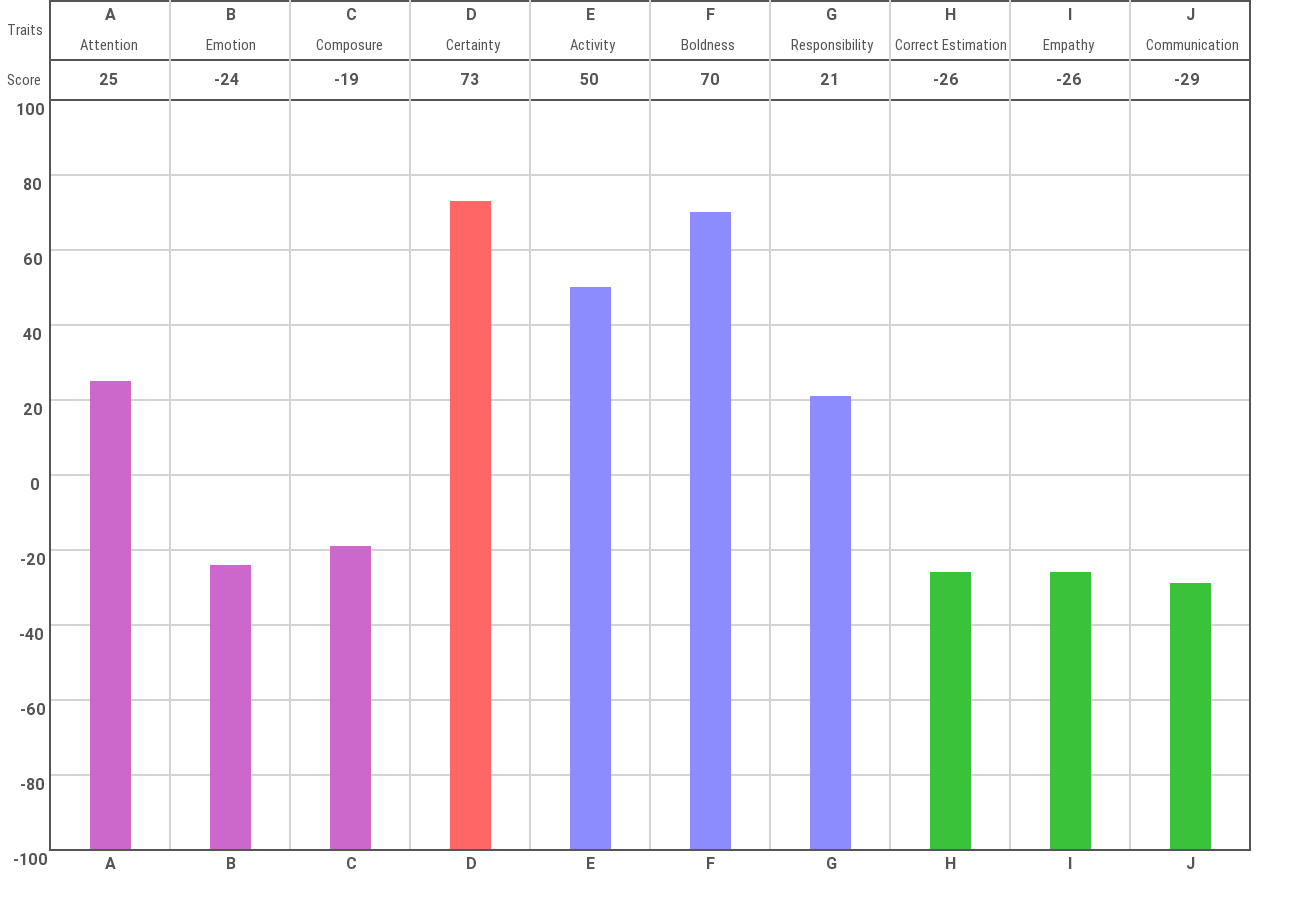 A B C D E F G H I J
Traits
Attention Emotion Composure Certainty Activity Boldness Responsibility Correct Estimation Empathy Communication
Score 25 -24 -19 73 50 70 21 -26 -26 -29
100
80
60
40
20
0
-20
-40
-60
-80
-100
A B C D E F G H I J